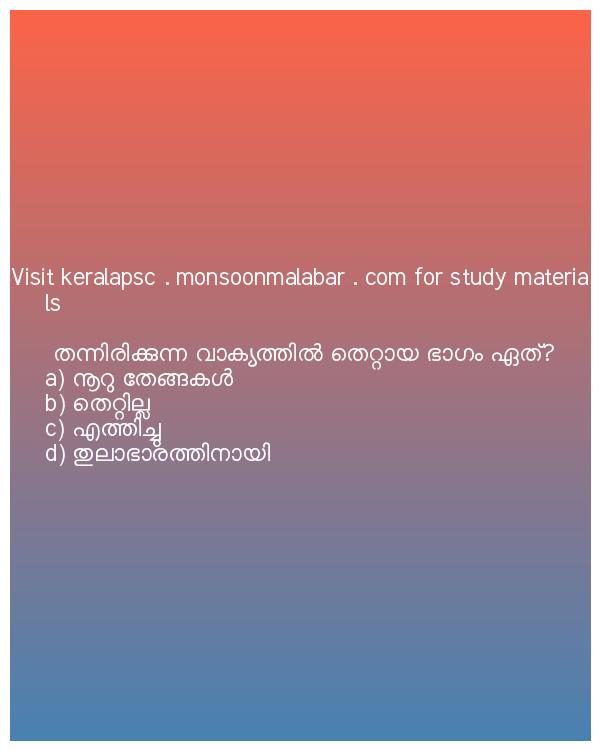 Visit keralapsc . monsoonmalabar . com for study materia
ls
തന്നിരിക്കുന്ന വാക്യത്തിൽ തെറ്റായ ഭാഗം ഏത്?
a) നൂറു തേങ്ങകൾ
b) തെറ്റില്ല
c) എത്തിച്ചു
d) തുലാഭാരത്തിനായി